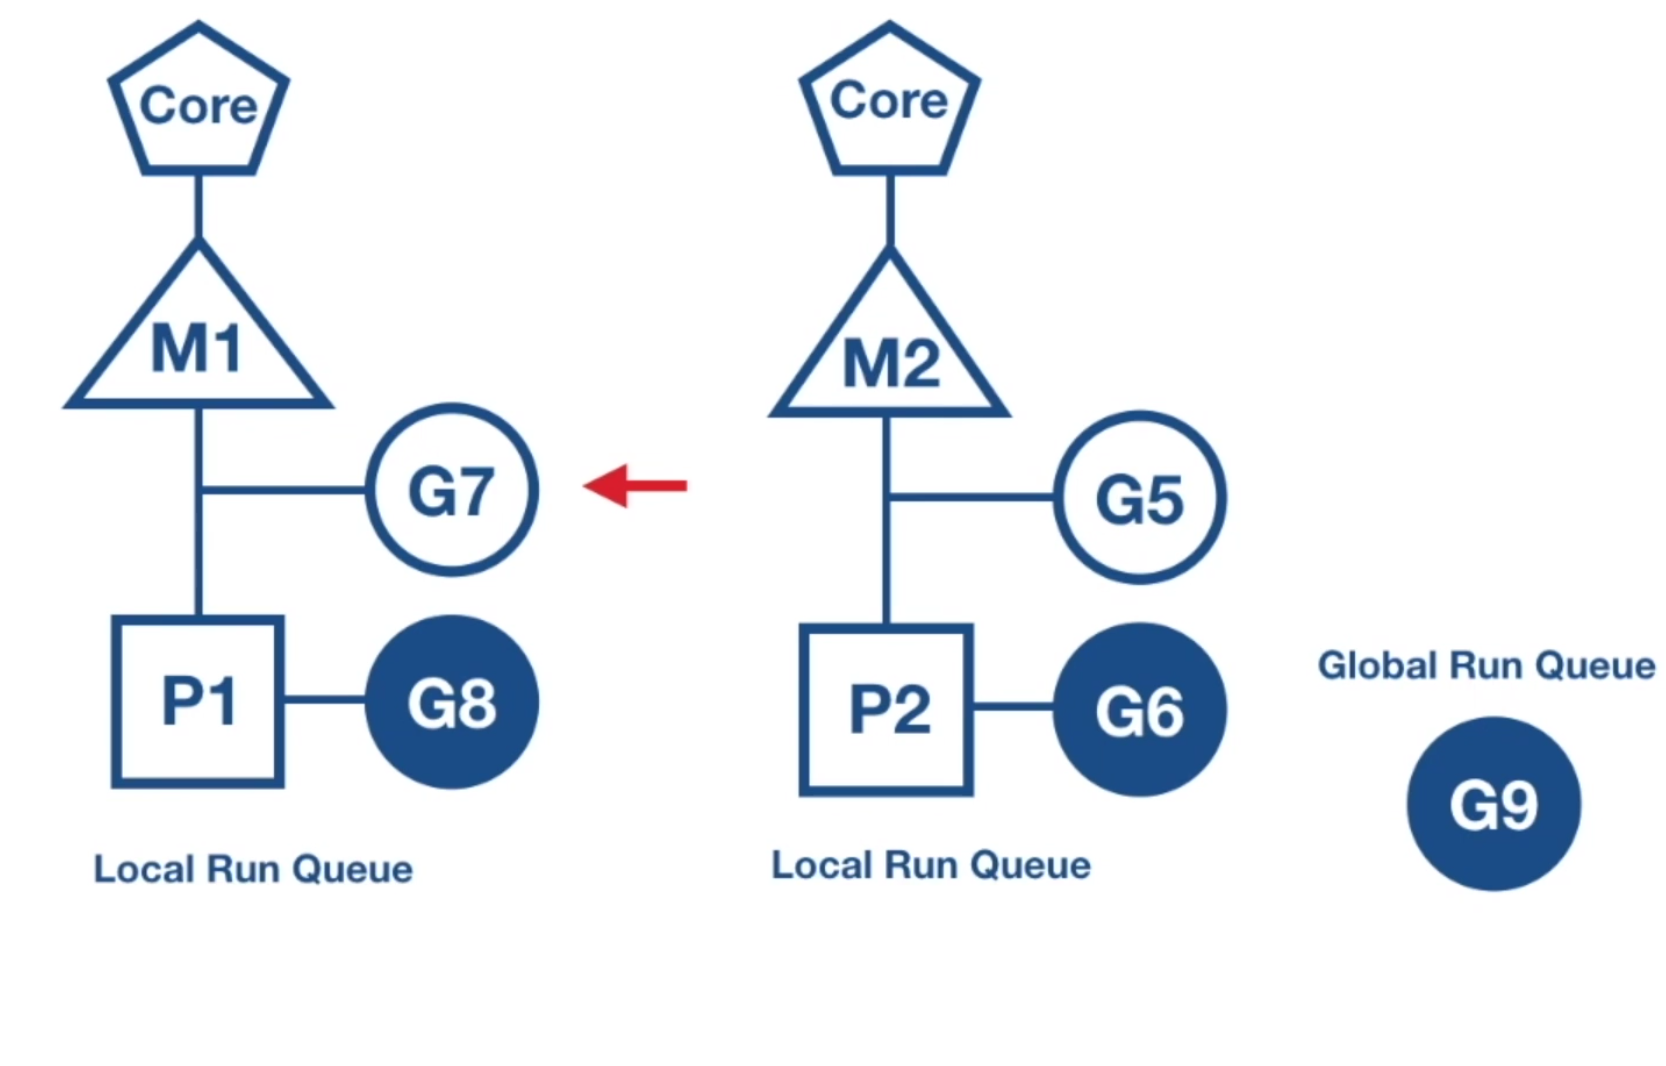 Core
M1
G7
P1
G8
Local Run Queue
Core
M2
G5
P2
G6
Local Run Queue
Global Run Queue
G9